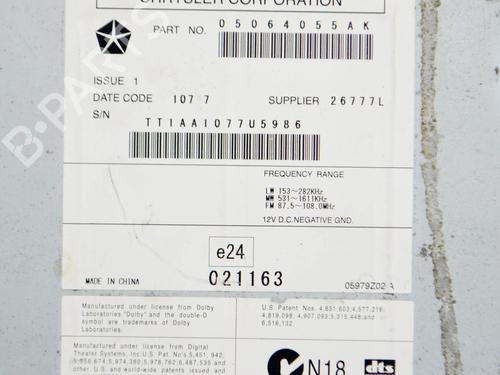 CHRYSLER CORPORATION
PART NO. 05064055AK
ISSUE 1
DATE CODE 107 7 SUPPLIER 26777L
S/N TT1AA1077U5986
FREQUENCY RANGE
LW 153~282KHz
MW 531~1611KHz
FM 87.5~108.0MHz
12V D.C.NEGATIVE GND.
e24
021163
MADE IN CHINA 05979Z02 A
Manufactured under license from Dolby
Laboratories "Dolby" and the double-D
symbol are trademarks of Dolby
Laboratories.
Manufactured under license from Digital
Theater Systems, Inc. U.S. Pat. No's. 5,451,942,
5,956,674; 5,974,380; 5,978,762; 6,487,535
and other U.S. and world-wide patents issued and
U.S. Patent Numbers: 4,831,603; 4,577,216;
4,819,098; 4,907,093; 5,315,448; and
6,516,132.
N18
dts
B-PARTS